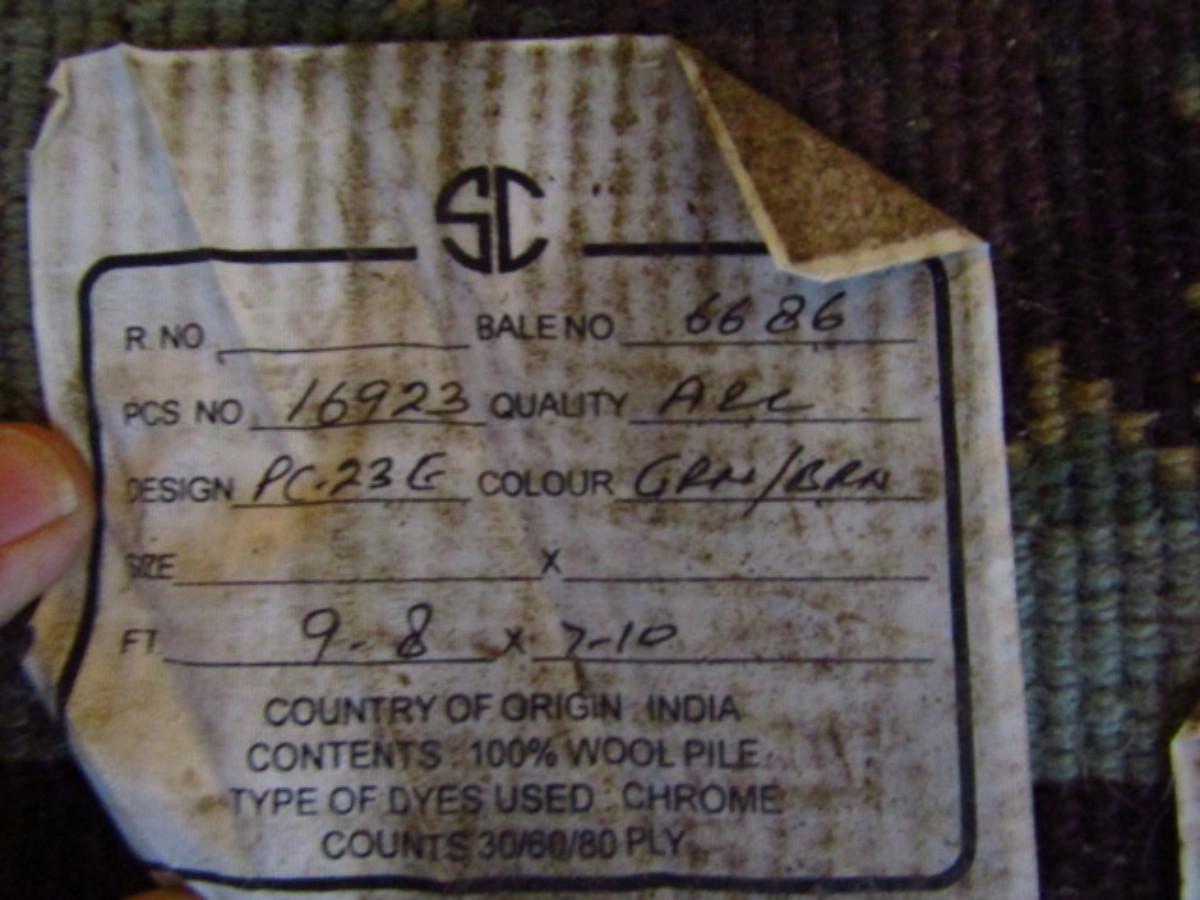 SC
R. NO BALE NO 6686
PCS NO 16923 QUALITY
DESIGN PC-23 COLOUR GRN/BRN
SIZE X
FT 9-8 X 7-10
COUNTRY OF ORIGIN : INDIA
CONTENTS : 100% WOOL PILE
TYPE OF DYES USED : CHROME
COUNTS 30/60/80 PLY